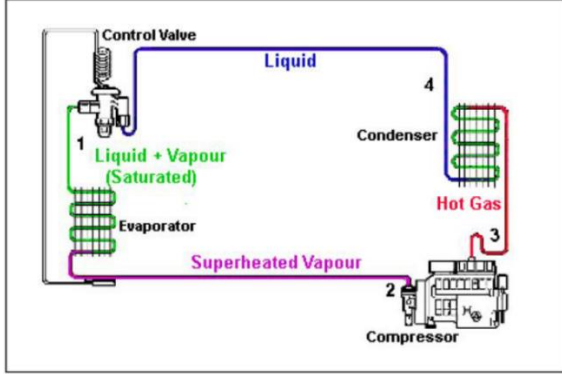 Control Valve
Liquid
4
Condenser
1
Liquid + Vapour
(Saturated)
Hot Gas
Evaporator
3
Superheated Vapour
2
Compressor